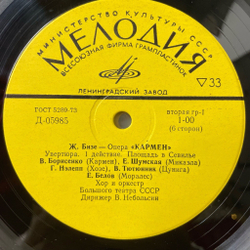 МИНИСТЕРСТВО КУЛЬТУРЫ СССР
МЕЛОДИЯ
ВСЕСОЮЗНАЯ ФИРМА ГРАМПЛАСТИНОК
ЛЕНИНГРАДСКИЙ ЗАВОД
▽33
ГОСТ 5289-73
Д-05985
вторая гр-1
1-00
(6 сторон)
Ж. Бизе — Опера «КАРМЕН»
Увертюра. 1 действие. Площадь в Севилье
В. Борисенко (Кармен), Е. Шумская (Микаэла)
Г. Нэлепп (Хозе), В. Тютюнник (Цунига)
Е. Белов (Моралес)
Хор и оркестр
Большого театра СССР
Дирижер В. Небольсин